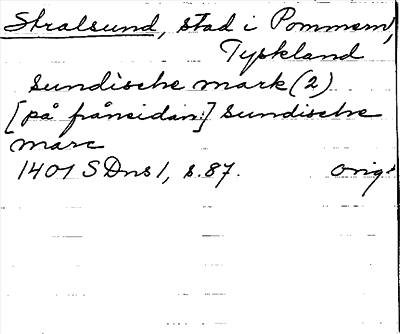 Stralsund, stad i Pommern,
Tyskland
sundische mark (2)
[på frånsidan:] sundische
marc
1401 SDns 1, s. 87. orig.